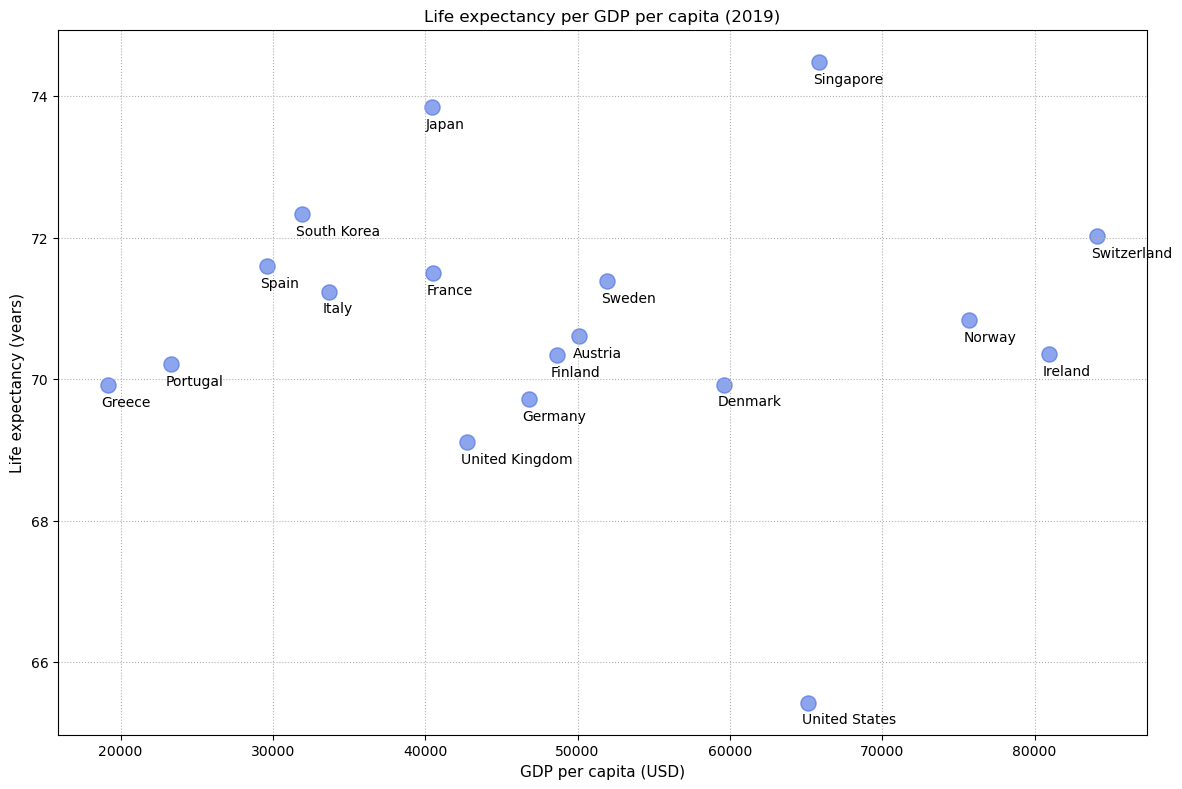 Life expectancy per GDP per capita (2019)
Life expectancy (years)
74
72
70
68
66
Singapore
Japan
South Korea
Switzerland
Spain
France
Italy
Sweden
Norway
Austria
Finland
Ireland
Portugal
Greece
Denmark
Germany
United Kingdom
United States
20000 30000 40000 50000 60000 70000 80000
GDP per capita (USD)